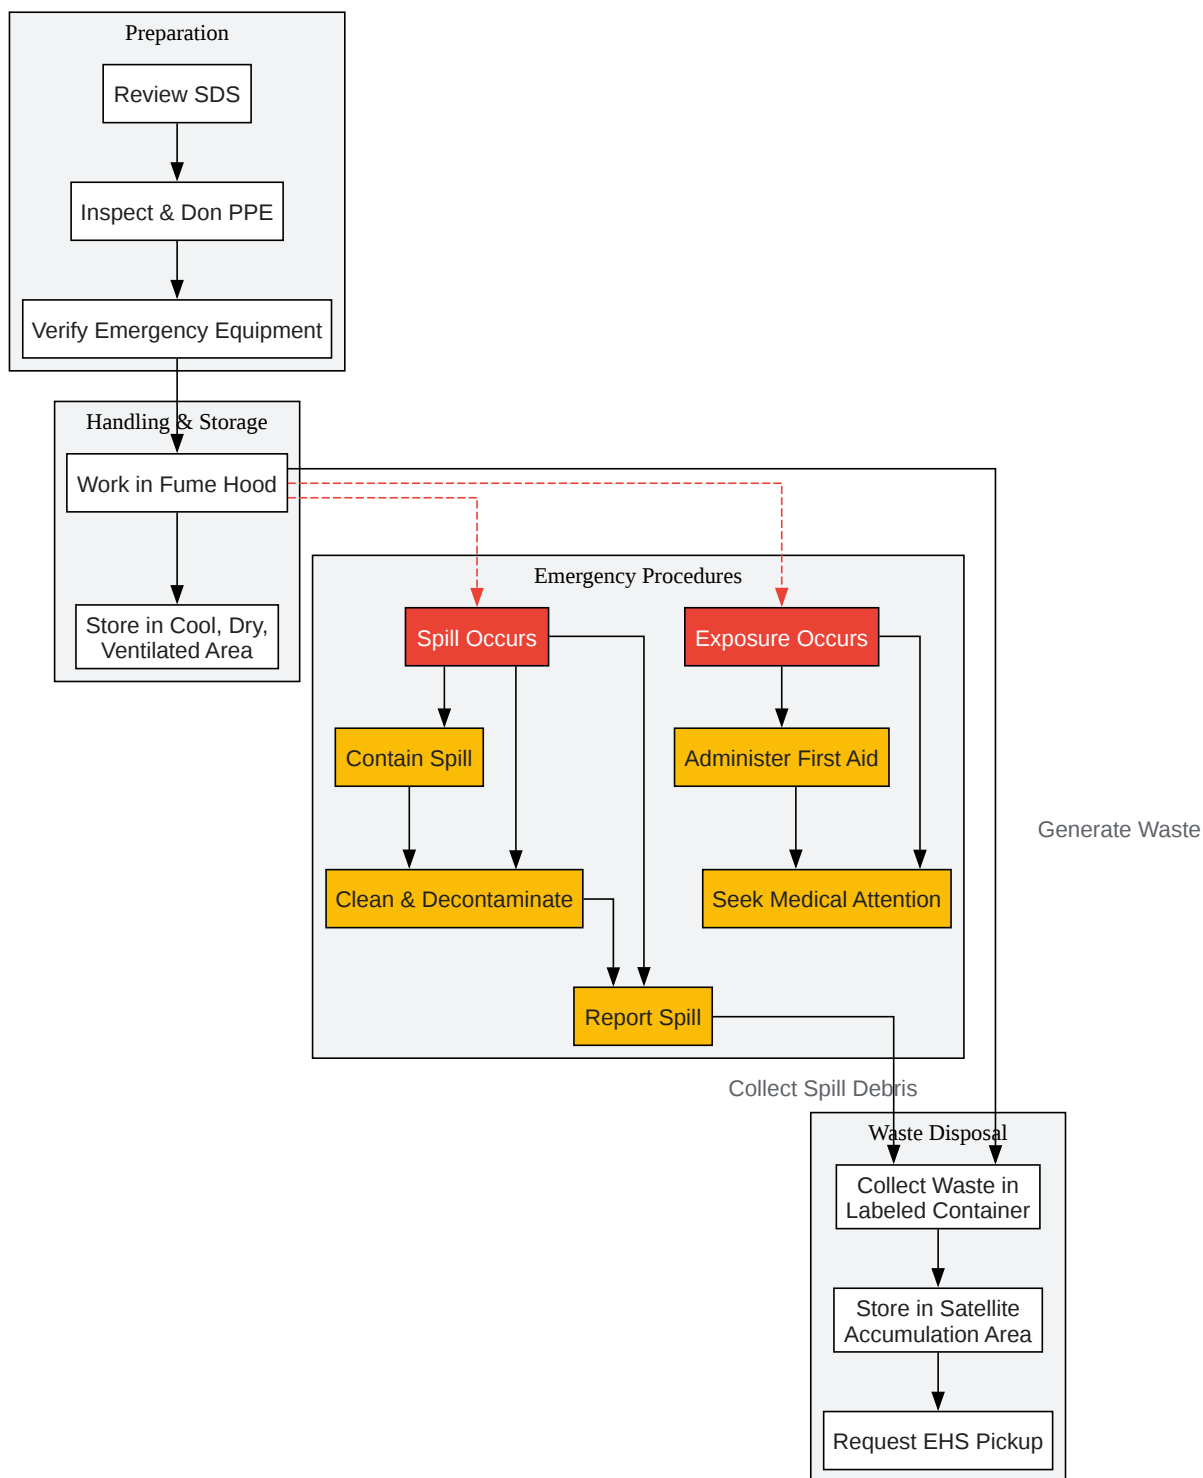 Preparation
Review SDS
Inspect & Don PPE
Verify Emergency Equipment
Handling & Storage
Work in Fume Hood
Store in Cool, Dry,
Ventilated Area
Emergency Procedures
Spill Occurs
Exposure Occurs
Contain Spill
Administer First Aid
Generate Waste
Clean & Decontaminate
Seek Medical Attention
Report Spill
Collect Spill Debris
Waste Disposal
Collect Waste in
Labeled Container
Store in Satellite
Accumulation Area
Request EHS Pickup